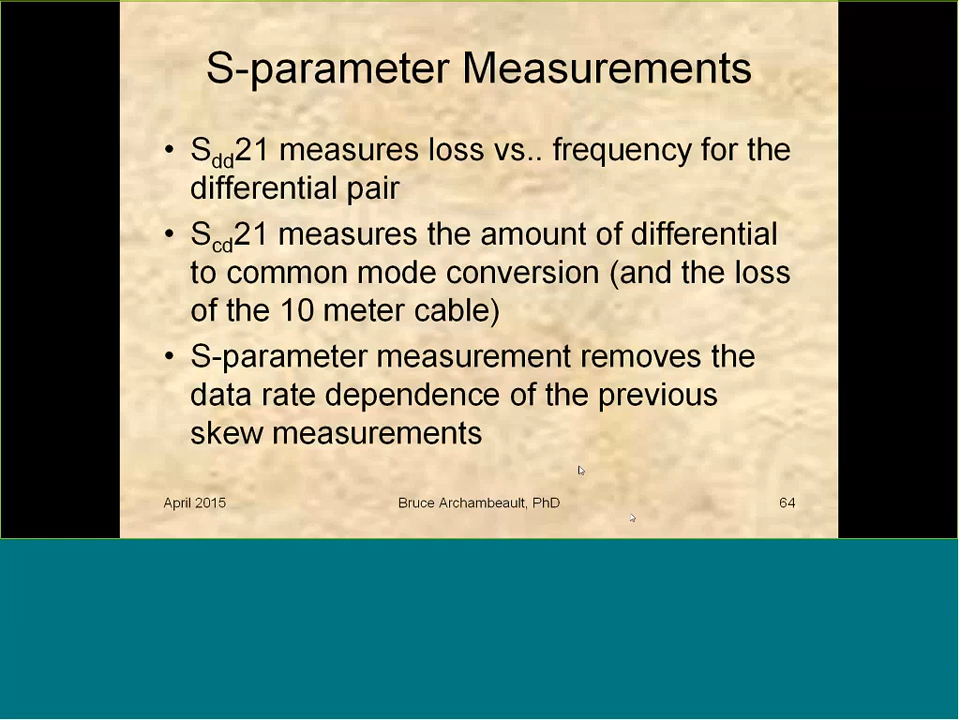 S-parameter Measurements
• Sdd21 measures loss vs.. frequency for the
differential pair
• Scd21 measures the amount of differential
to common mode conversion (and the loss
of the 10 meter cable)
• S-parameter measurement removes the
data rate dependence of the previous
skew measurements
April 2015 Bruce Archambeault, PhD 64